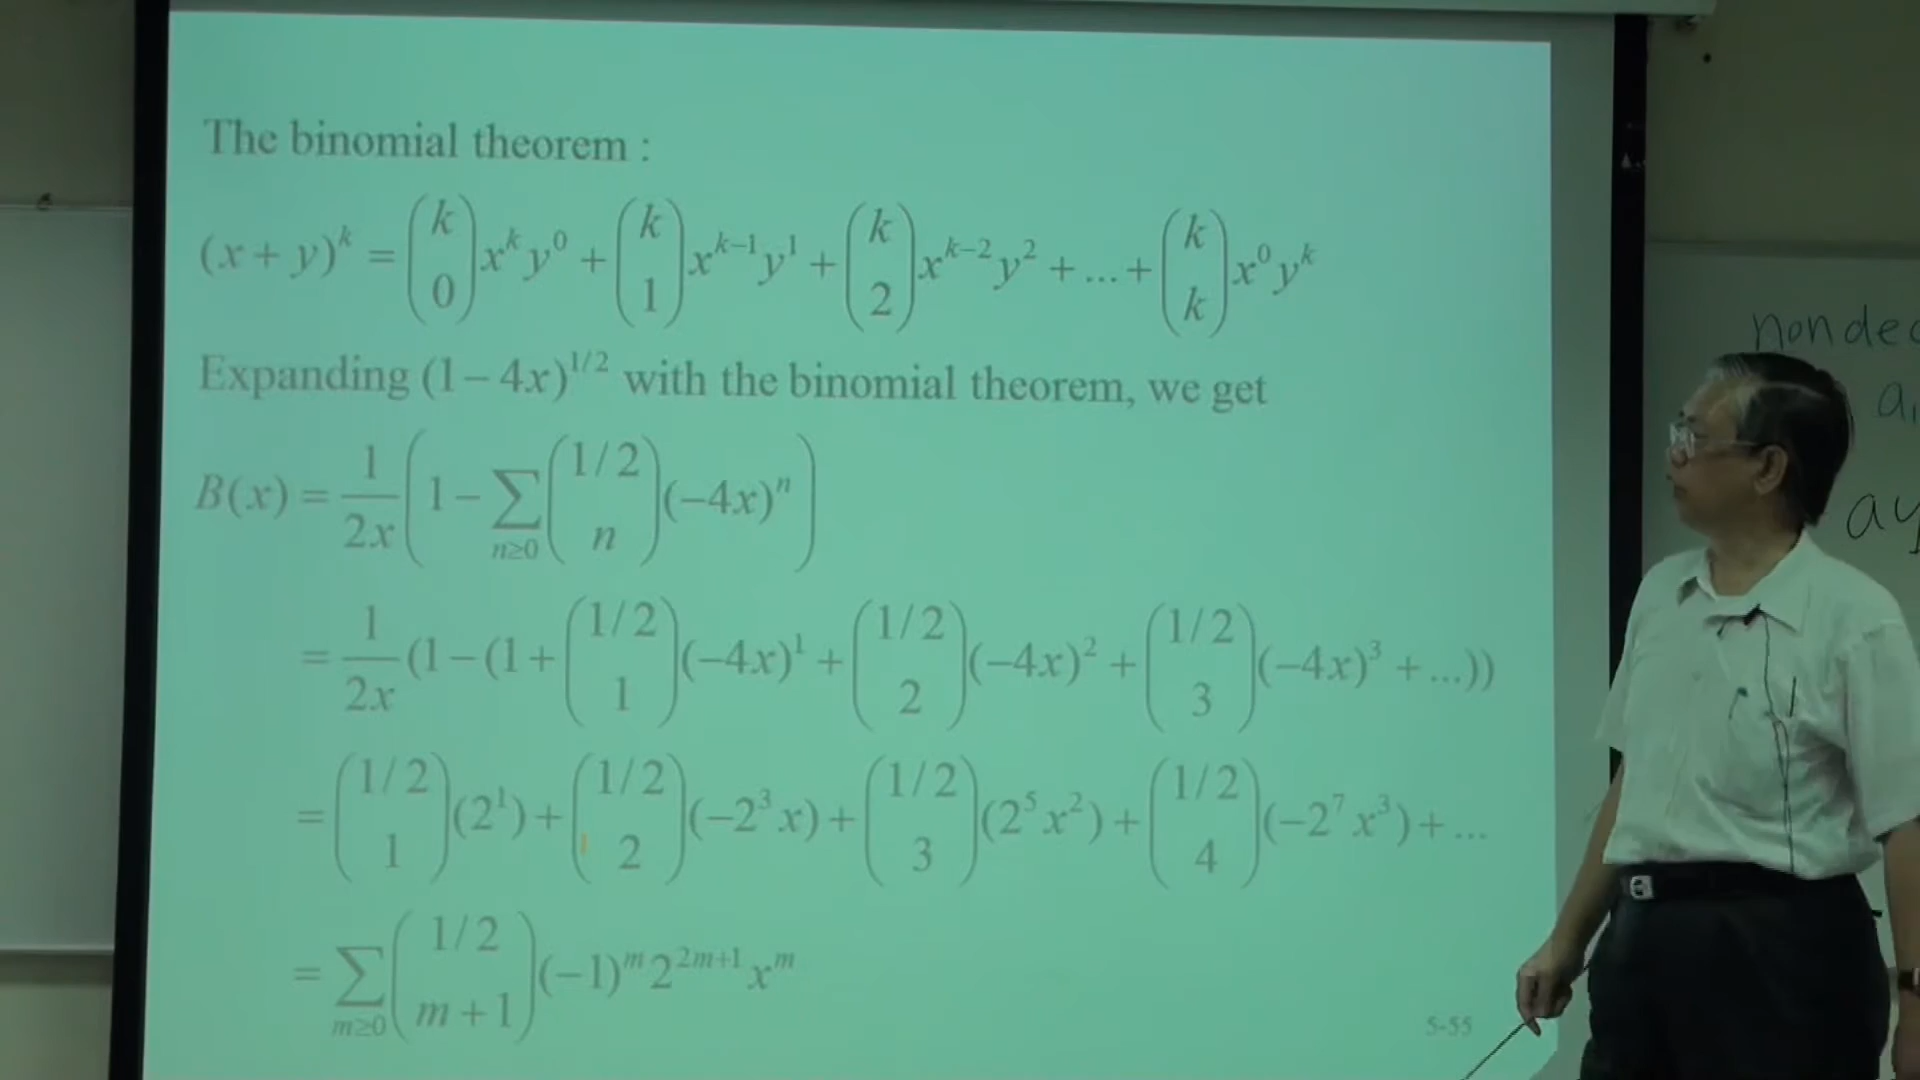 The binomial theorem :
(x + y)^k = (k 0) x^k y^0 + (k 1) x^{k-1} y^1 + (k 2) x^{k-2} y^2 + ... + (k k) x^0 y^k
Expanding (1 – 4x)^{1/2} with the binomial theorem, we get
B(x) = 1/2x (1 – ∑_{n≥0} (1/2 n) (–4x)^n)
= 1/2x (1 – (1 + (1/2 1) (–4x)^1 + (1/2 2) (–4x)^2 + (1/2 3) (–4x)^3 + ...))
= (1/2 1) (2^1) + (1/2 2) (–2^3 x) + (1/2 3) (2^5 x^2) + (1/2 4) (–2^7 x^3) + ...
= ∑_{m≥0} (1/2 m+1) (–1)^m 2^{2m+1} x^m
5-55
nondec